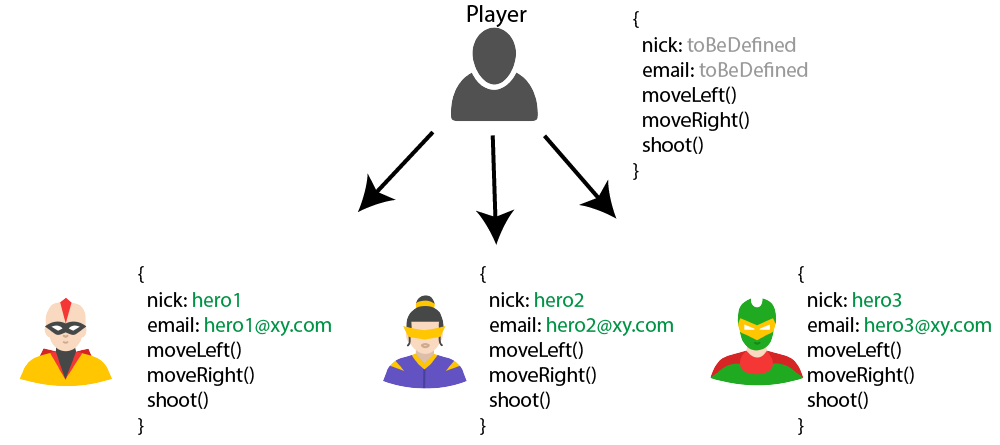 Player
{
nick: toBeDefined
email: toBeDefined
moveLeft()
moveRight()
shoot()
}
{
nick: hero1
email: hero1@xy.com
moveLeft()
moveRight()
shoot()
}
{
nick: hero2
email: hero2@xy.com
moveLeft()
moveRight()
shoot()
}
{
nick: hero3
email: hero3@xy.com
moveLeft()
moveRight()
shoot()
}